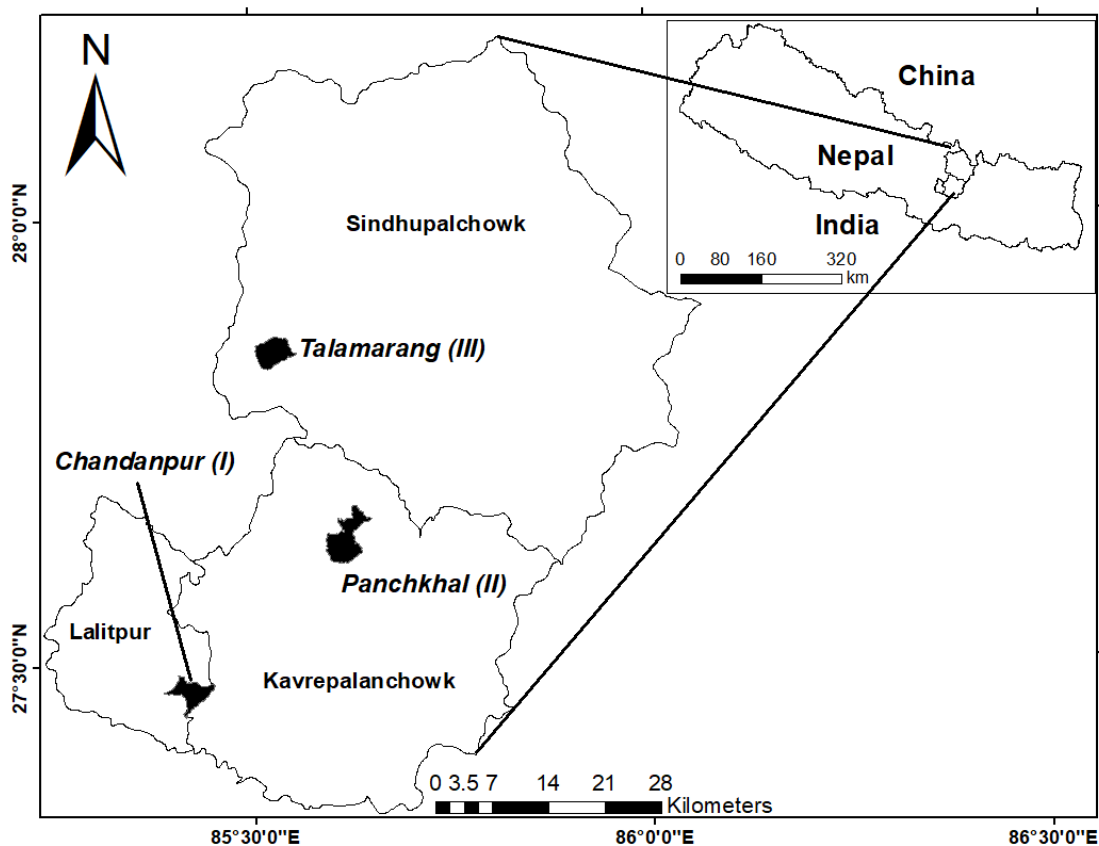 N
China
Nepal
India
0 80 160 320
km
28°0'0"N
Sindhupalchowk
Talamarang (III)
Chandanpur (I)
Panchkhal (II)
Lalitpur
27°30'0"N
Kavrepalanchowk
0 3.5 7 14 21 28
Kilometers
85°30'0"E 86°0'0"E 86°30'0"E